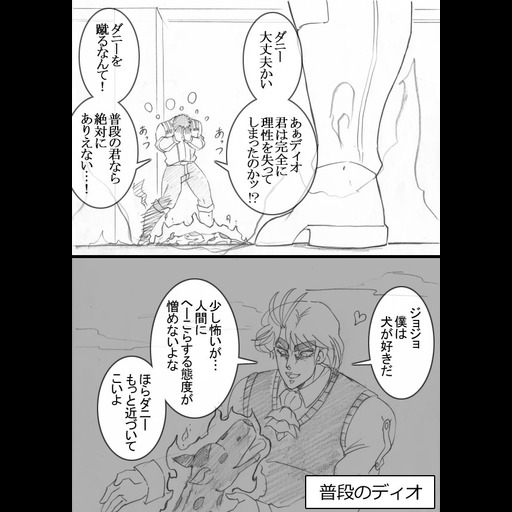 ダニー
大丈夫かい
あぁディオ
君は完全に
理性を失って
しまったのかッ!?
ダニーを
蹴るなんて!
普段の君なら
絶対に
ありえない…!
あっつ
あっつ
ジョジョ
僕は
犬が好きだ
少し怖いが…
人間に
へーこらする態度が
憎めないよな
ほらダニー
もっと近づいて
こいよ
普段のディオ